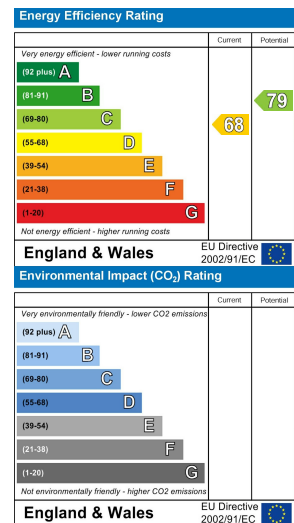 Energy Efficiency Rating
Current Potential
Very energy efficient - lower running costs
(92 plus) A
(81-91) B
79
(69-80) C
68
(55-68) D
(39-54) E
(21-38) F
(1-20) G
Not energy efficient - higher running costs
England & Wales
EU Directive
2002/91/EC
Environmental Impact (CO₂) Rating
Current Potential
Very environmentally friendly - lower CO2 emissions
(92 plus) A
(81-91) B
(69-80) C
(55-68) D
(39-54) E
(21-38) F
(1-20) G
Not environmentally friendly - higher CO2 emissions
England & Wales
EU Directive
2002/91/EC